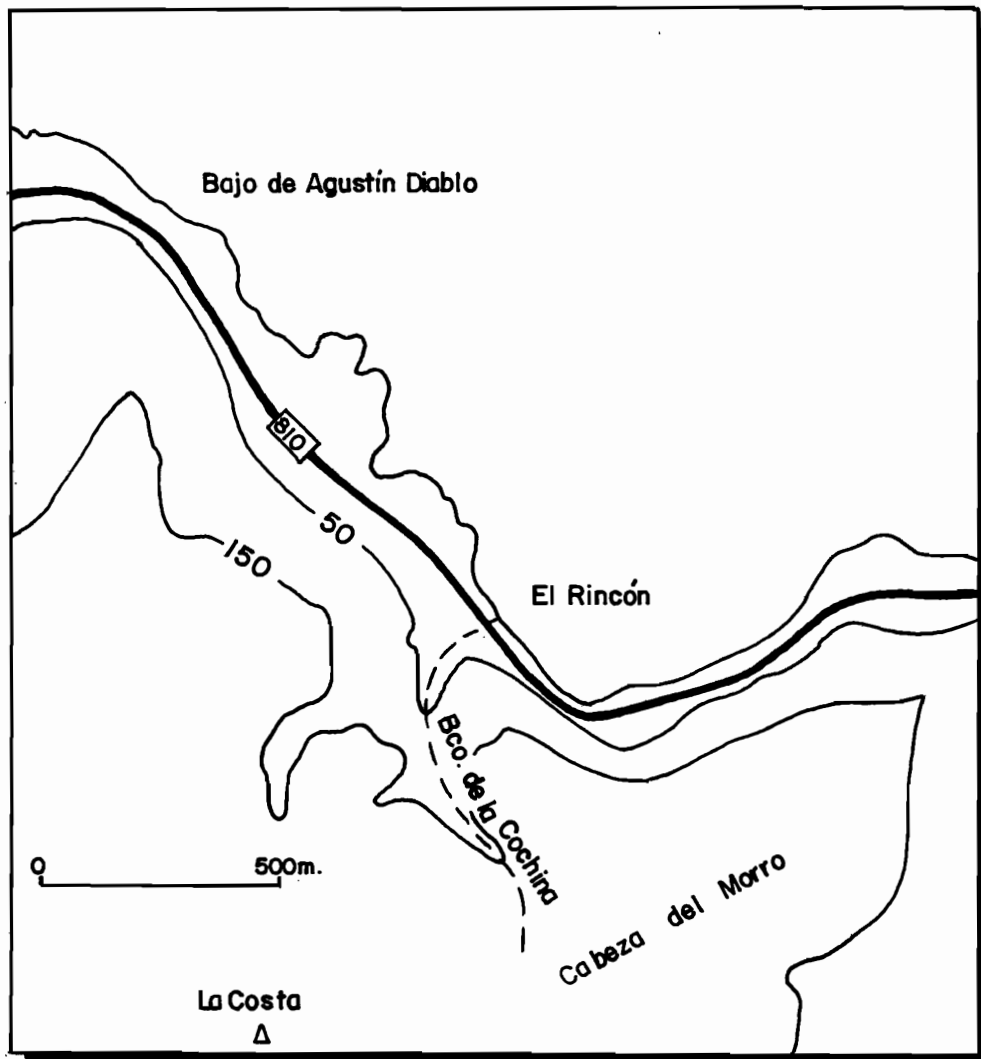 Bajo de Agustín Diablo
810
50
150
El Rincón
Bco. de la Cochina
0 500m.
Cabeza del Morro
La Costa